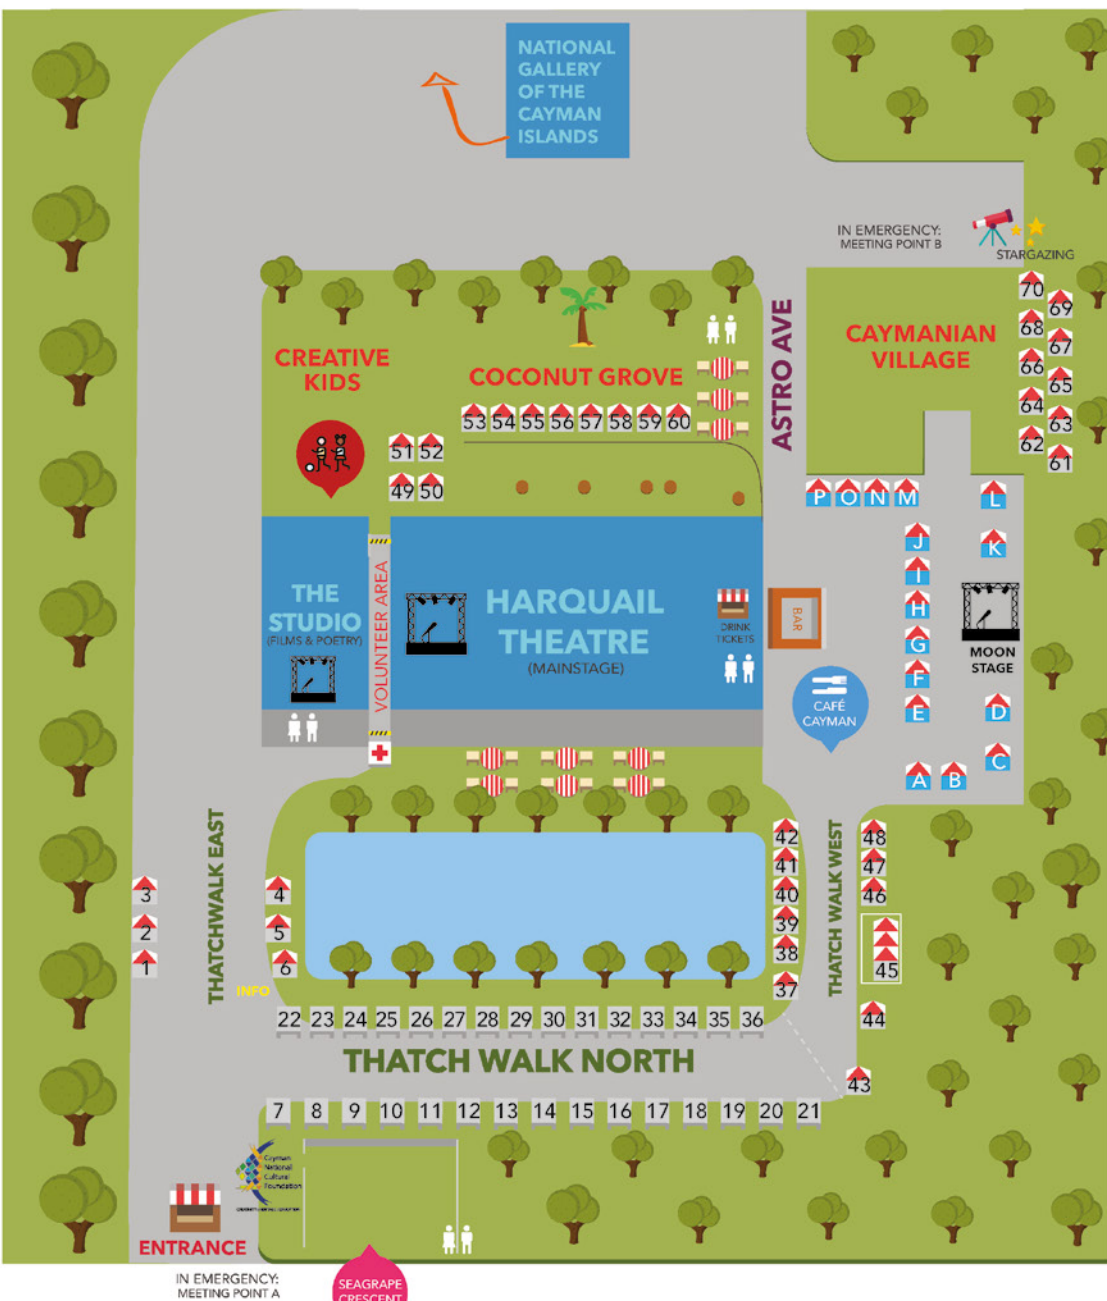 NATIONAL
GALLERY
OF THE
CAYMAN
ISLANDS
IN EMERGENCY:
MEETING POINT B
STARGAZING
70
69
68
67
66
65
64
63
62
61
CAYMANIAN
VILLAGE
ASTRO AVE
CREATIVE
KIDS
COCONUT GROVE
53 54 55 56 57 58 59 60
51 52
49 50
P O N M
L
J
K
I
H
G
F
E
D
C
A B
MOON
STAGE
THE
STUDIO
(FILMS & POETRY)
VOLUNTEER AREA
HARQUAIL
THEATRE
(MAINSTAGE)
DRINK
TICKETS
BAR
CAFÉ
CAYMAN
THATCHWALK EAST
3
2
1
4
5
6
INFO
42
41
40
39
38
37
THATCH WALK WEST
48
47
46
45
44
43
22 23 24 25 26 27 28 29 30 31 32 33 34 35 36
THATCH WALK NORTH
7 8 9 10 11 12 13 14 15 16 17 18 19 20 21
Cayman
National
Cultural
Foundation
ENTRANCE
IN EMERGENCY:
MEETING POINT A
SEAGRAPE
CRESCENT